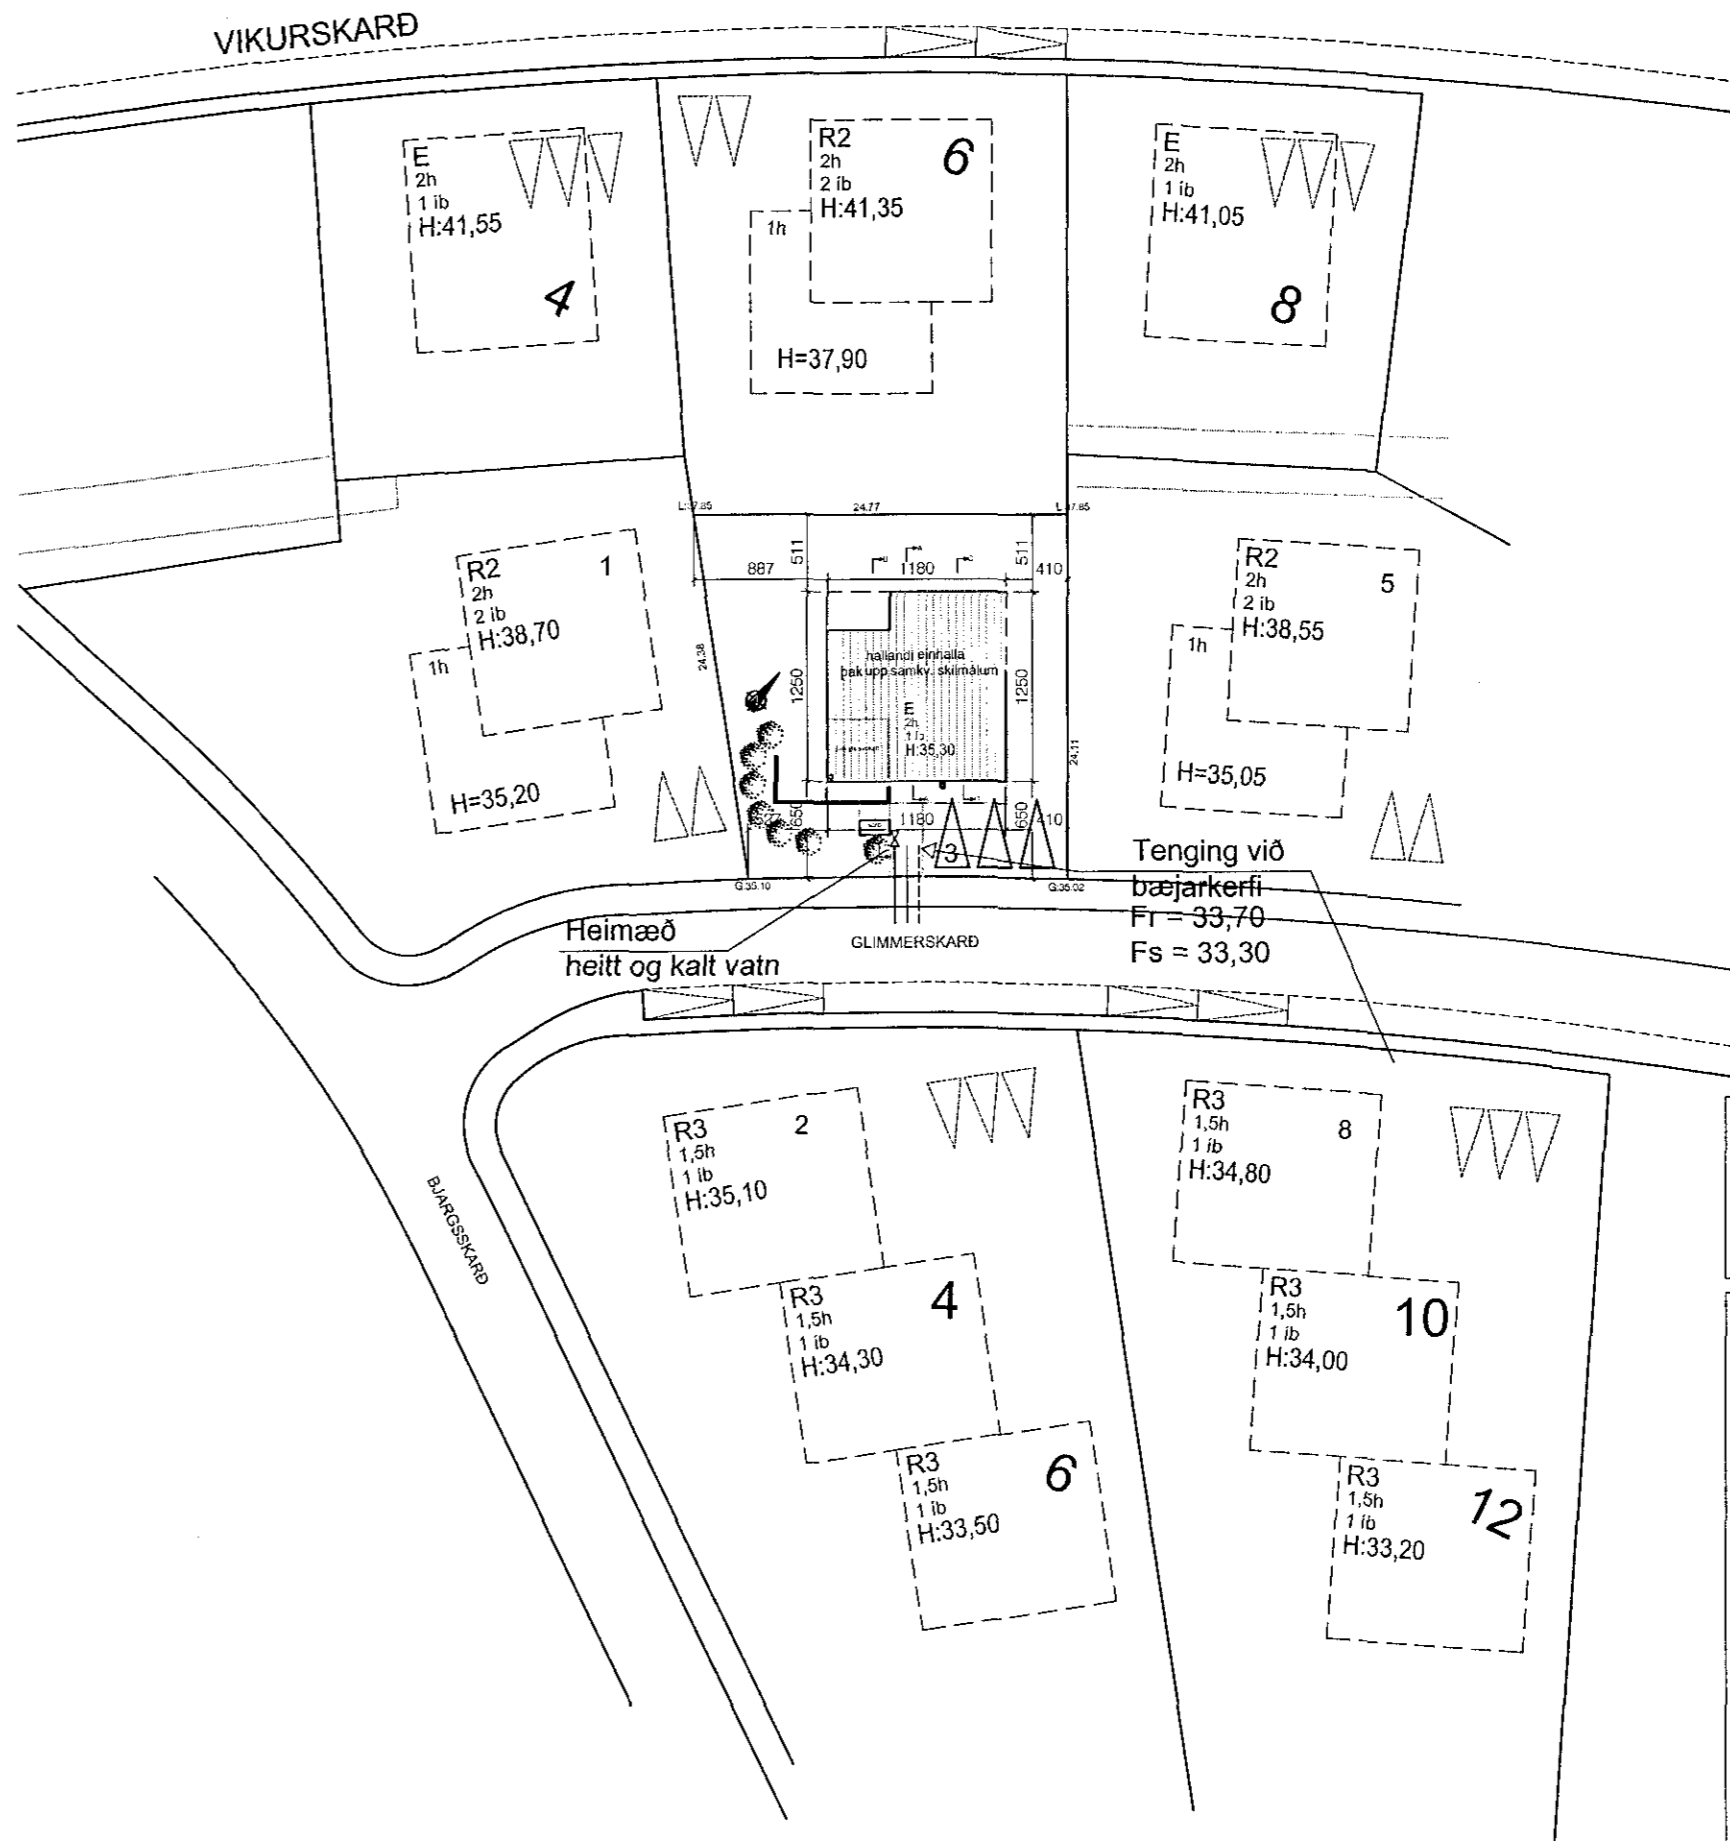 VIKURSKARÐ
E
2h
1 íb
H:41,55
4
R2
2h
2 íb
H:41,35
6
1h
H=37,90
E
2h
1 íb
H:41,05
8
24.77
511
511
887
1180
410
R2
2h
2 íb
H:38,70
1
1h
H=35,20
24.38
1250
hallandi einhalla
þak upp samkv. skilmálum
E
2h
1 íb
H:35,30
1250
24.11
R2
2h
2 íb
H:38,55
5
1h
H=35,05
650
1180
650
410
3
G:35.10
G:35.02
Tenging við
bæjarkerfi
Fr = 33,70
Fs = 33,30
Heimæð
heitt og kalt vatn
GLIMMERSKARÐ
BJARGSSKARÐ
R3
1,5h
1 íb
H:35,10
2
R3
1,5h
1 íb
H:34,30
4
R3
1,5h
1 íb
H:33,50
6
R3
1,5h
1 íb
H:34,80
8
R3
1,5h
1 íb
H:34,00
10
R3
1,5h
1 íb
H:33,20
12